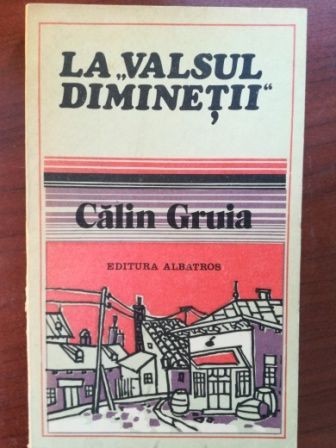 LA „VALSUL
DIMINEȚII“
Călin Gruia
EDITURA ALBATROS